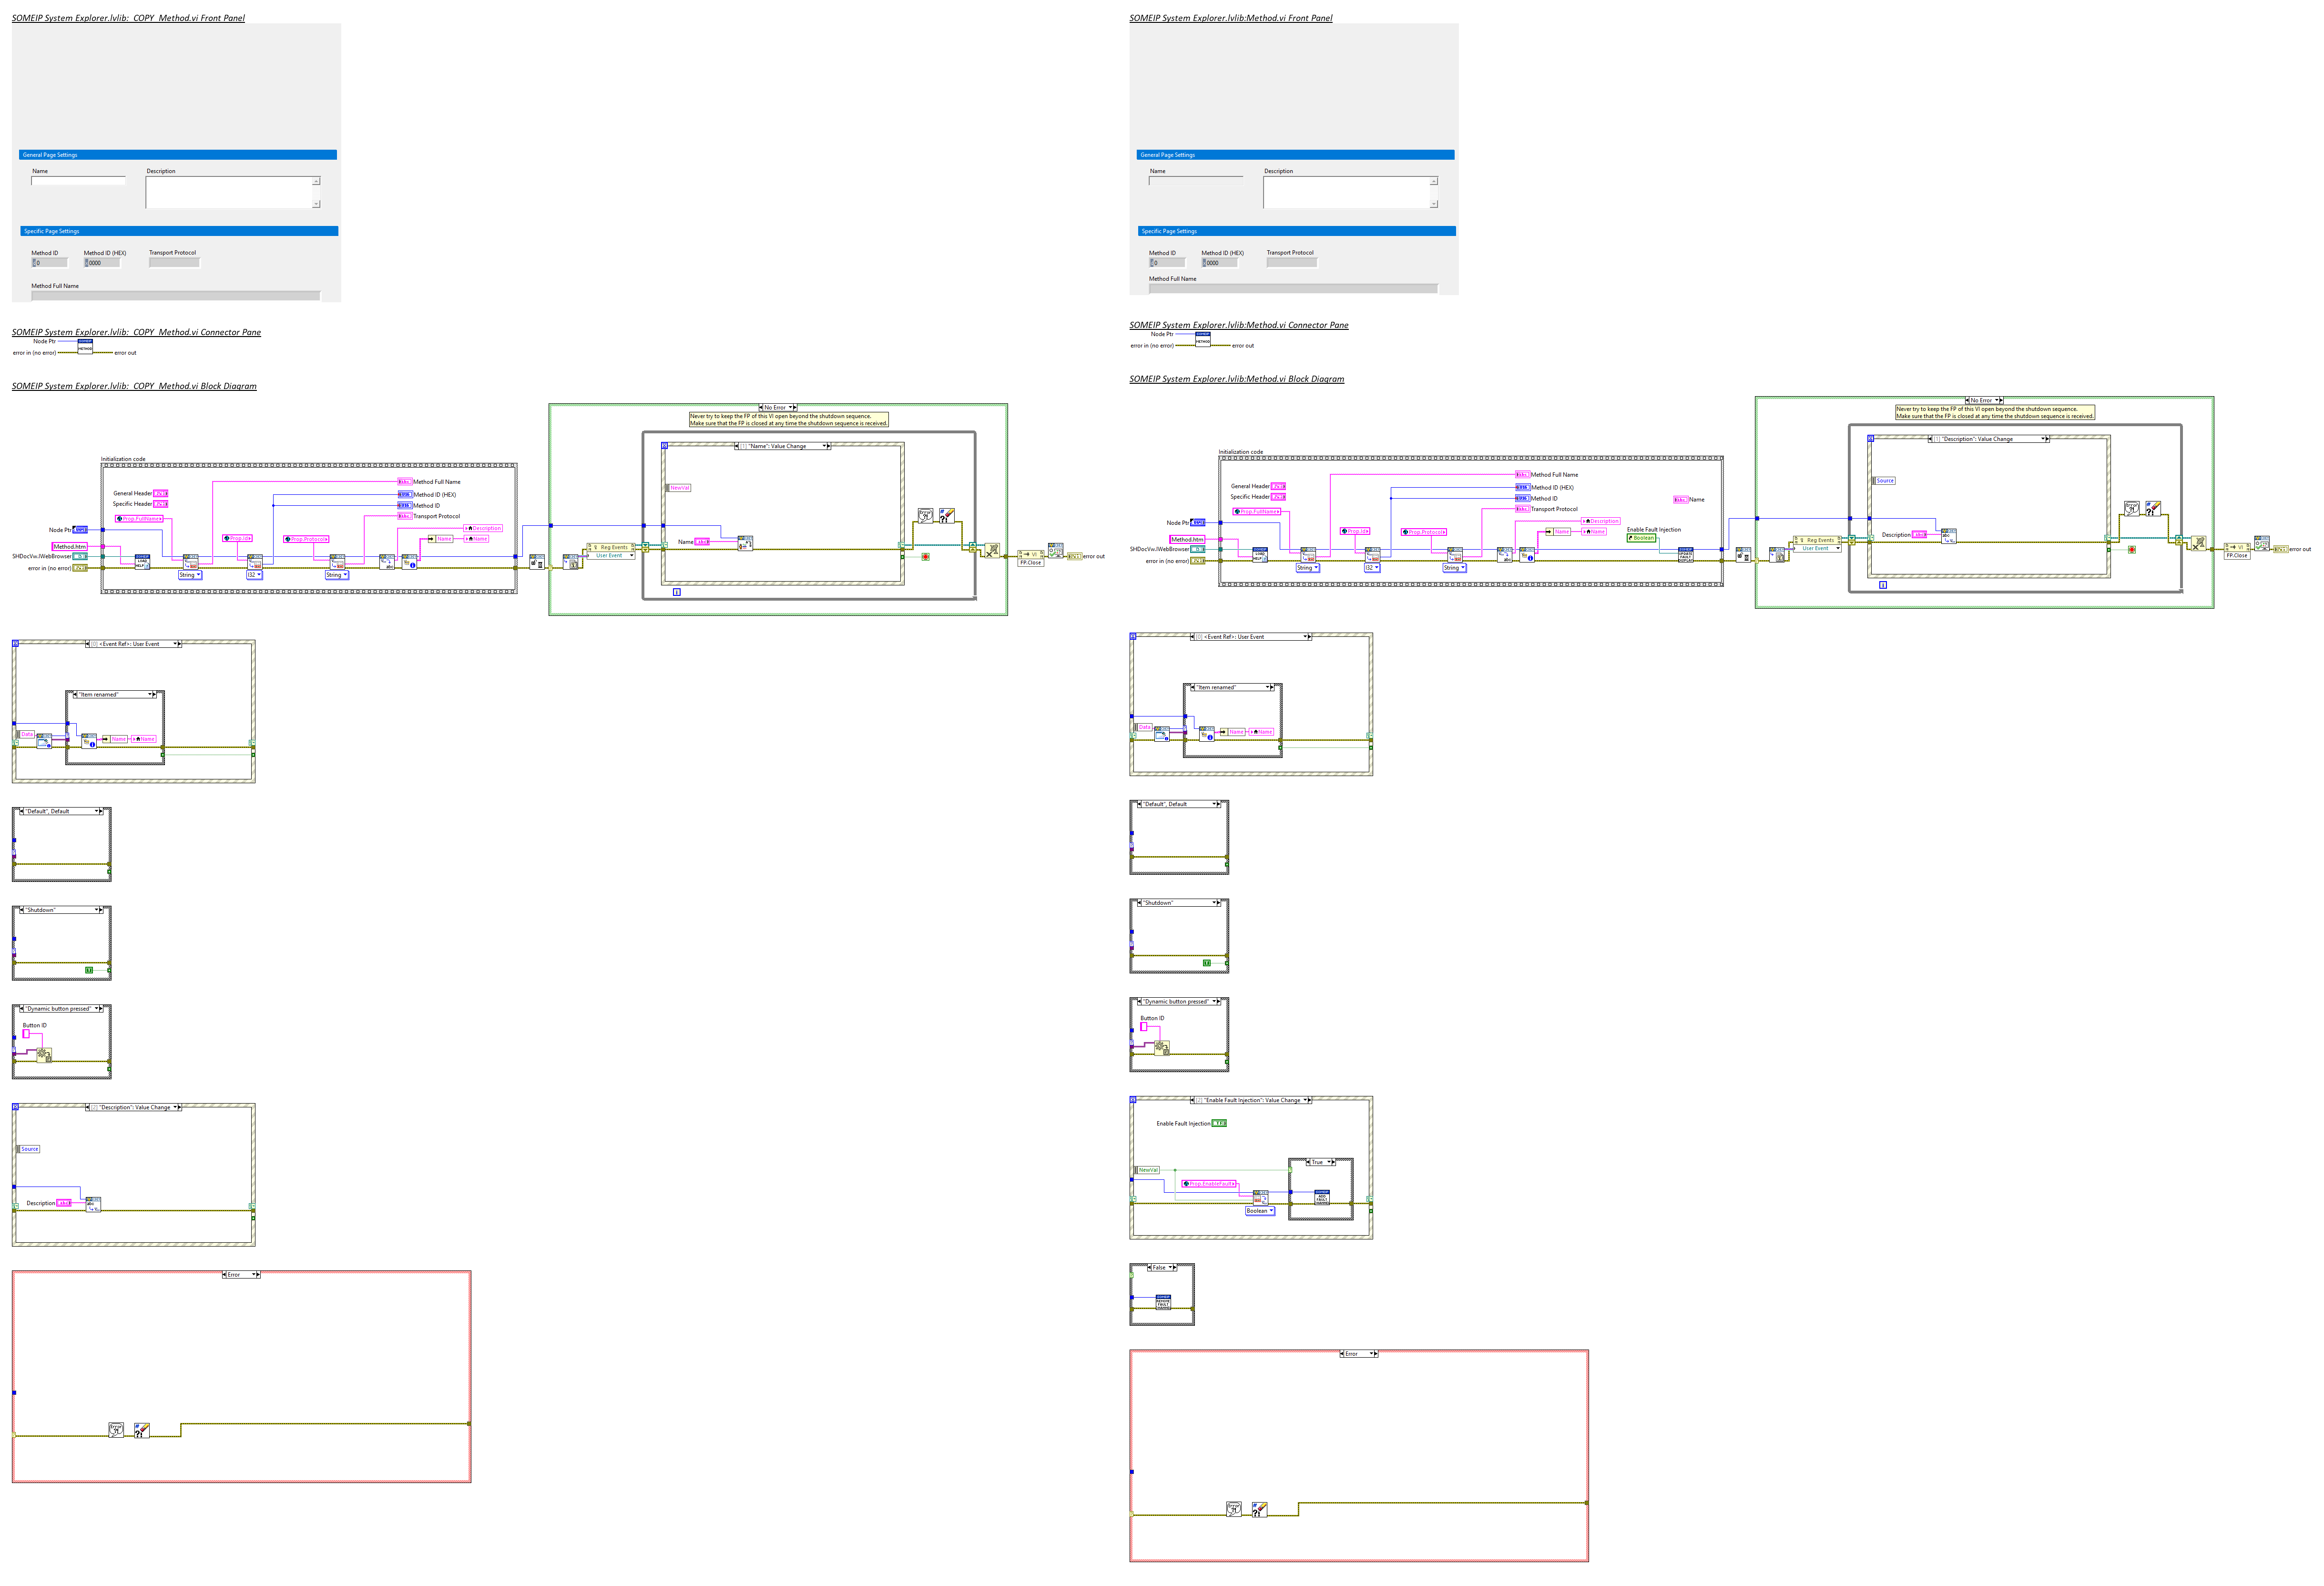 SOMEIP System Explorer.lvlib:_COPY_Method.vi Front Panel
General Page Settings
Name
Description
Specific Page Settings
Method ID
Method ID (HEX)
Transport Protocol
0
0000
Method Full Name
SOMEIP System Explorer.lvlib:_COPY_Method.vi Connector Pane
Node Ptr
error in (no error)
error out
SOMEIP
METHOD
SOMEIP System Explorer.lvlib:_COPY_Method.vi Block Diagram
No Error
Never try to keep the FP of this VI open beyond the shutdown sequence.
Make sure that the FP is closed at any time the shutdown sequence is received.
[1] "Name": Value Change
Initialization code
Method Full Name
NewVal
General Header
Method ID (HEX)
Specific Header
Method ID
Prop.FullName
Transport Protocol
Node Ptr
Description
Prop.Id
Prop.Protocol
Name
Name
Name
Method.htm
Reg Events
SHDocVw.IWebBrowser
User Event
VI
error out
error in (no error)
FP.Close
String
I32
String
[0] <Event Ref>: User Event
"Item renamed"
Data
Name
Name
"Default", Default
"Shutdown"
"Dynamic button pressed"
Button ID
[2] "Description": Value Change
Source
Description
Error
SOMEIP System Explorer.lvlib:Method.vi Front Panel
General Page Settings
Name
Description
Specific Page Settings
Method ID
Method ID (HEX)
Transport Protocol
0
0000
Method Full Name
SOMEIP System Explorer.lvlib:Method.vi Connector Pane
Node Ptr
error in (no error)
error out
SOMEIP
METHOD
SOMEIP System Explorer.lvlib:Method.vi Block Diagram
No Error
Never try to keep the FP of this VI open beyond the shutdown sequence.
Make sure that the FP is closed at any time the shutdown sequence is received.
[1] "Description": Value Change
Initialization code
Method Full Name
Source
General Header
Method ID (HEX)
Specific Header
Method ID
Name
Prop.FullName
Transport Protocol
Node Ptr
Description
Enable Fault Injection
Prop.Id
Prop.Protocol
Name
Name
Boolean
Description
Method.htm
Reg Events
SHDocVw.IWebBrowser
User Event
VI
error out
error in (no error)
FP.Close
String
I32
String
[0] <Event Ref>: User Event
"Item renamed"
Data
Name
Name
"Default", Default
"Shutdown"
"Dynamic button pressed"
Button ID
[2] "Enable Fault Injection": Value Change
Enable Fault Injection
True
NewVal
Prop.EnableFault
Boolean
False
Error